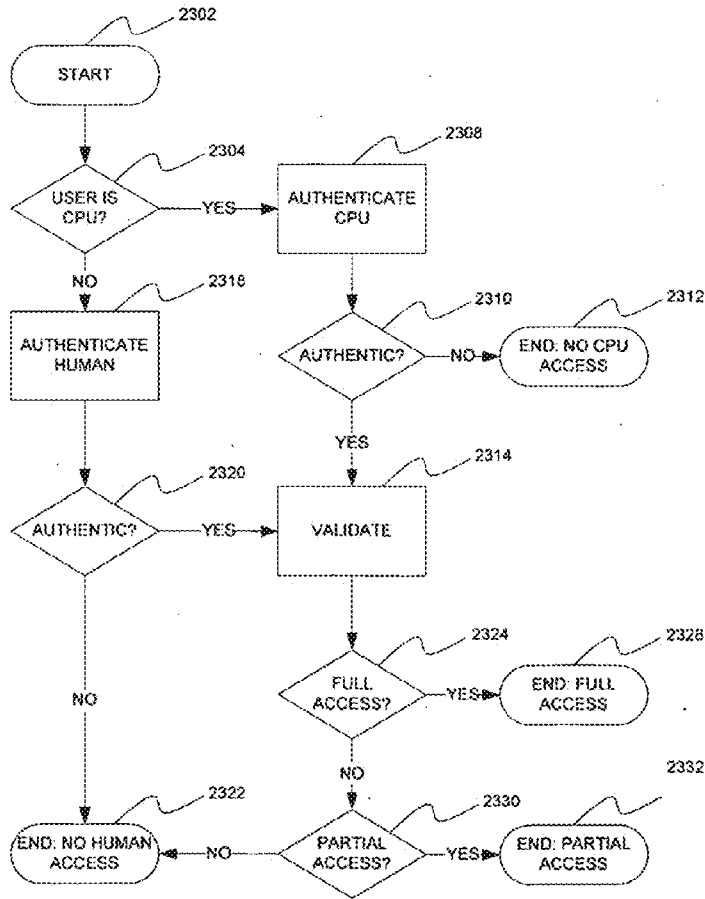 2302
START
2304
2308
USER IS
CPU?
YES
AUTHENTICATE
CPU
NO
2318
2310
2312
AUTHENTICATE
HUMAN
AUTHENTIC?
NO
END: NO CPU
ACCESS
YES
2320
2314
AUTHENTIC?
YES
VALIDATE
2324
2328
NO
FULL
ACCESS?
YES
END: FULL
ACCESS
NO
2322
2330
2332
END: NO HUMAN
ACCESS
NO
PARTIAL
ACCESS?
YES
END: PARTIAL
ACCESS